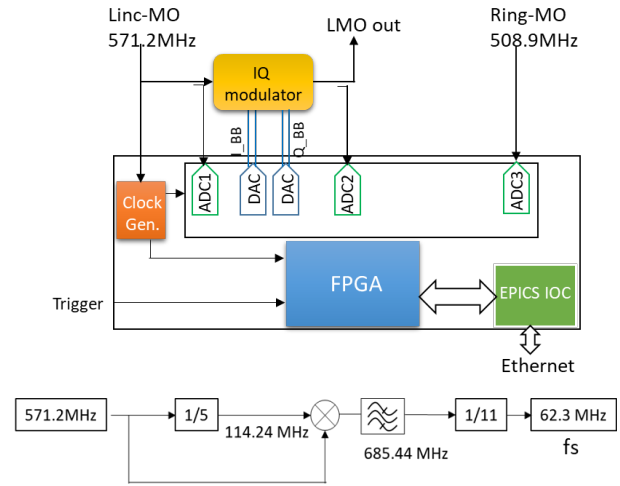 Linc-MO
571.2MHz
LMO out
Ring-MO
508.9MHz
IQ
modulator
I_BB
Q_BB
Clock
Gen.
ADC1
DAC
DAC
ADC2
ADC3
FPGA
EPICS IOC
Trigger
Ethernet
571.2MHz
1/5
114.24 MHz
685.44 MHz
1/11
62.3 MHz
fs